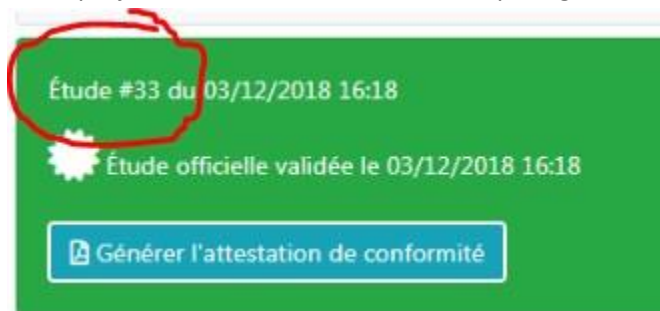 Étude #33 du 03/12/2018 16:18
Étude officielle validée le 03/12/2018 16:18
Générer l'attestation de conformité